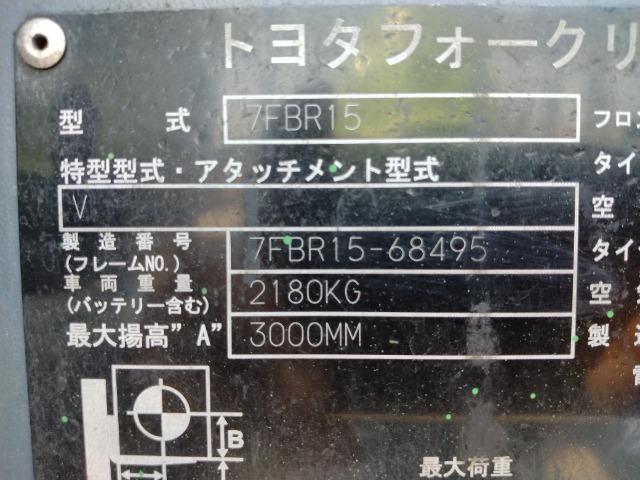 トヨタフォークリ
型 式 7FBR15 フロン
特型型式・アタッチメント型式 タイ
V 空
製造番号 7FBR15-68495 タイ
(フレームNO.)
車両重量 2180KG 空
(バッテリー含む)
最大揚高"A" 3000MM 製
B
最大荷重